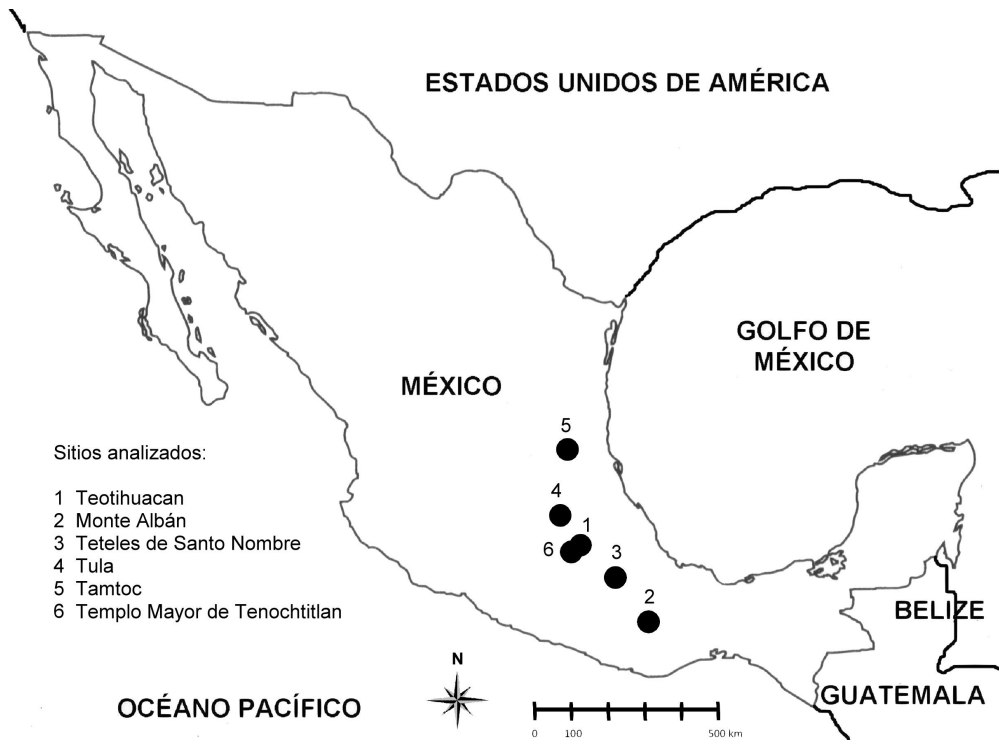 ESTADOS UNIDOS DE AMÉRICA
GOLFO DE
MÉXICO
MÉXICO
5
4
1
6
3
2
Sitios analizados:
1 Teotihuacan
2 Monte Albán
3 Teteles de Santo Nombre
4 Tula
5 Tamtoc
6 Templo Mayor de Tenochtitlan
BELIZE
GUATEMALA
N
OCÉANO PACÍFICO
0 100 500 km